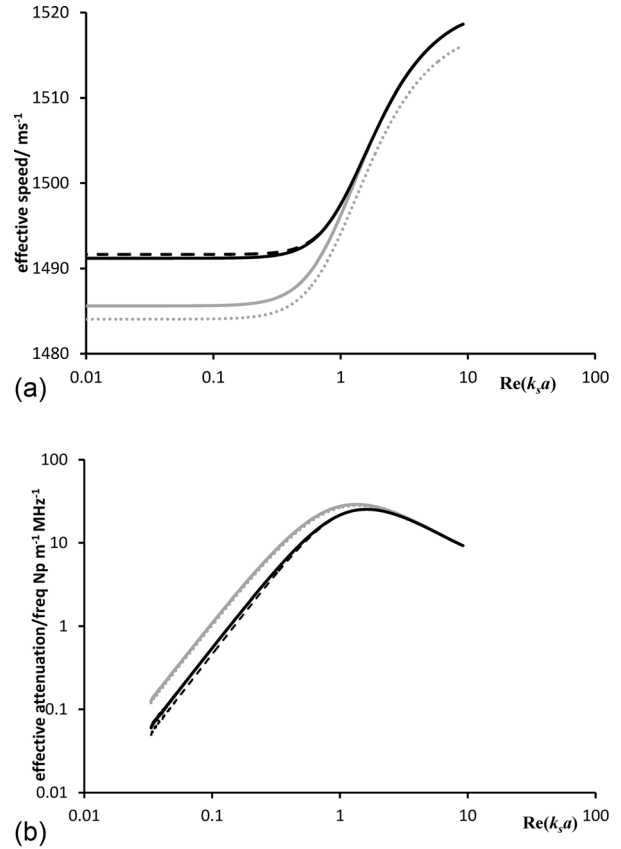 1520
1510
1500
1490
1480
effective speed/ ms⁻¹
0.01 0.1 1 10 100
Re(kₛa)
(a)
100
10
1
0.1
0.01
effective attenuation/freq Np m⁻¹ MHz⁻¹
0.01 0.1 1 10 100
Re(kₛa)
(b)